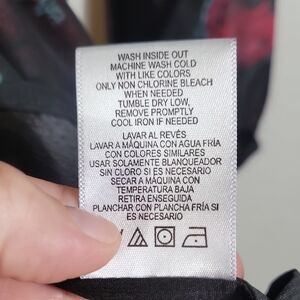 WASH INSIDE OUT
MACHINE WASH COLD
WITH LIKE COLORS
ONLY NON CHLORINE BLEACH
WHEN NEEDED
TUMBLE DRY LOW,
REMOVE PROMPTLY
COOL IRON IF NEEDED
LAVAR AL REVÉS
LAVAR A MÁQUINA CON AGUA FRÍA
CON COLORES SIMILARES
USAR SOLAMENTE BLANQUEADOR
SIN CLORO SI ES NECESARIO
SECAR A MÁQUINA CON
TEMPERATURA BAJA
RETIRA ENSEGUIDA
PLANCHAR CON PLANCHA FRÍA SI
ES NECESARIO